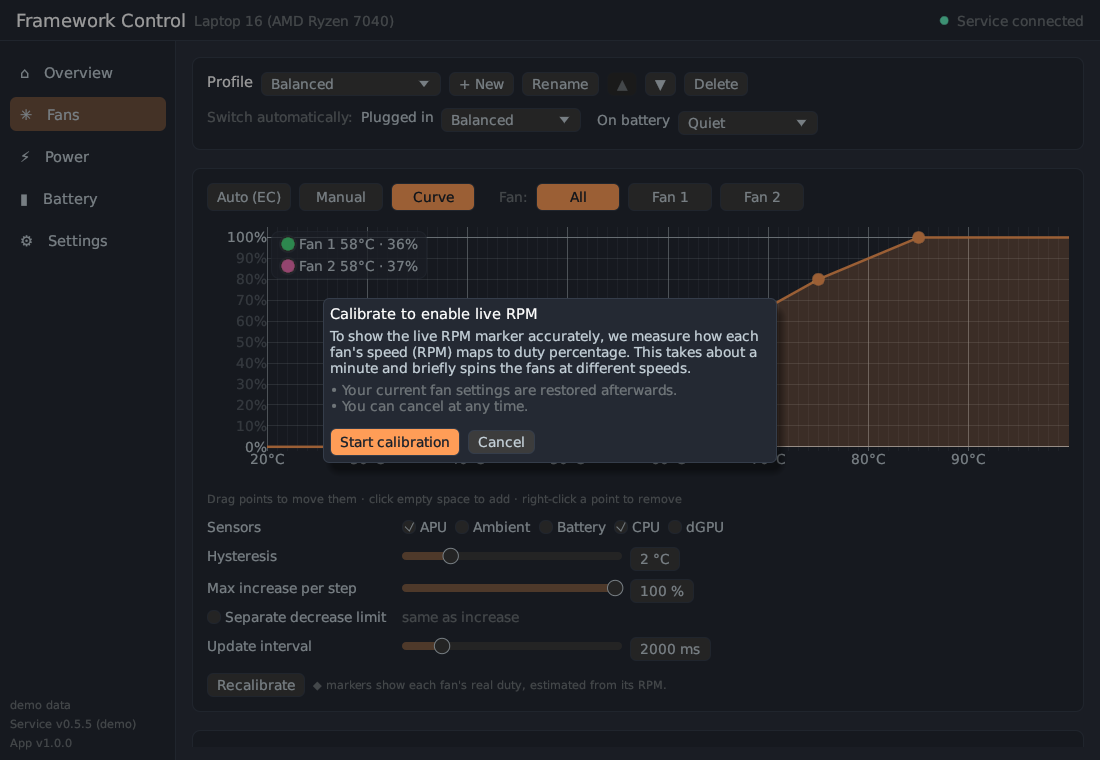 Framework Control Laptop 16 (AMD Ryzen 7040)
Service connected
Overview
Fans
Power
Battery
Settings
Profile Balanced + New Rename ▲ ▼ Delete
Switch automatically: Plugged in Balanced On battery Quiet
Auto (EC) Manual Curve Fan: All Fan 1 Fan 2
100%
90%
80%
70%
60%
50%
40%
30%
20%
10%
0%
Fan 1 58°C · 36%
Fan 2 58°C · 37%
Calibrate to enable live RPM
To show the live RPM marker accurately, we measure how each
fan's speed (RPM) maps to duty percentage. This takes about a
minute and briefly spins the fans at different speeds.
• Your current fan settings are restored afterwards.
• You can cancel at any time.
Start calibration Cancel
20°C 80°C 90°C
Drag points to move them · click empty space to add · right-click a point to remove
Sensors ✓ APU Ambient Battery ✓ CPU dGPU
Hysteresis 2 °C
Max increase per step 100 %
Separate decrease limit same as increase
Update interval 2000 ms
Recalibrate ◆ markers show each fan's real duty, estimated from its RPM.
demo data
Service v0.5.5 (demo)
App v1.0.0